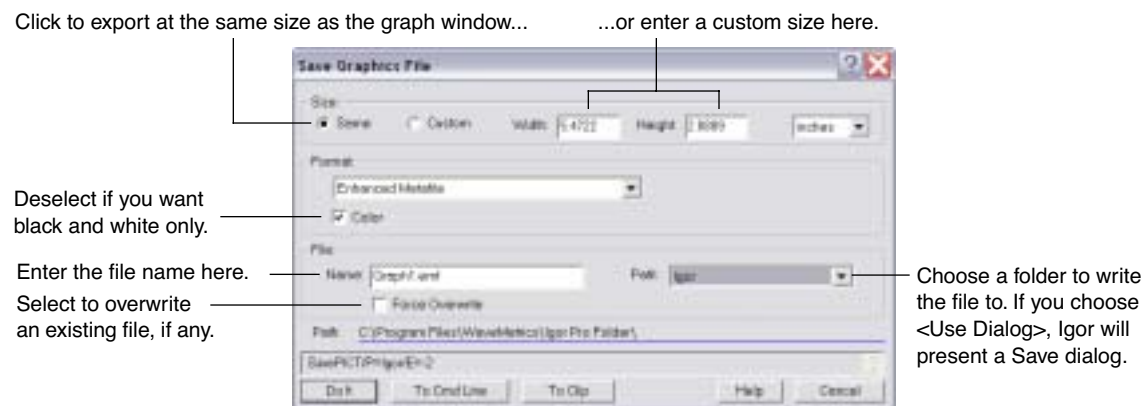 Click to export at the same size as the graph window...
...or enter a custom size here.
Save Graphics File
Size
Same Custom Width: 5.4722 Height: 2.8889 inches
Format
Enhanced Metafile
Color
Deselect if you want
black and white only.
File
Enter the file name here.
Name: Graph1.emf Path: Igor
Select to overwrite
an existing file, if any.
Force Overwrite
Choose a folder to write
the file to. If you choose
<Use Dialog>, Igor will
present a Save dialog.
Path: C:\Program Files\WaveMetrics\Igor Pro Folder\
SavePICT/P=Igor/E=-2
Do It To Cmd Line To Clip Help Cancel